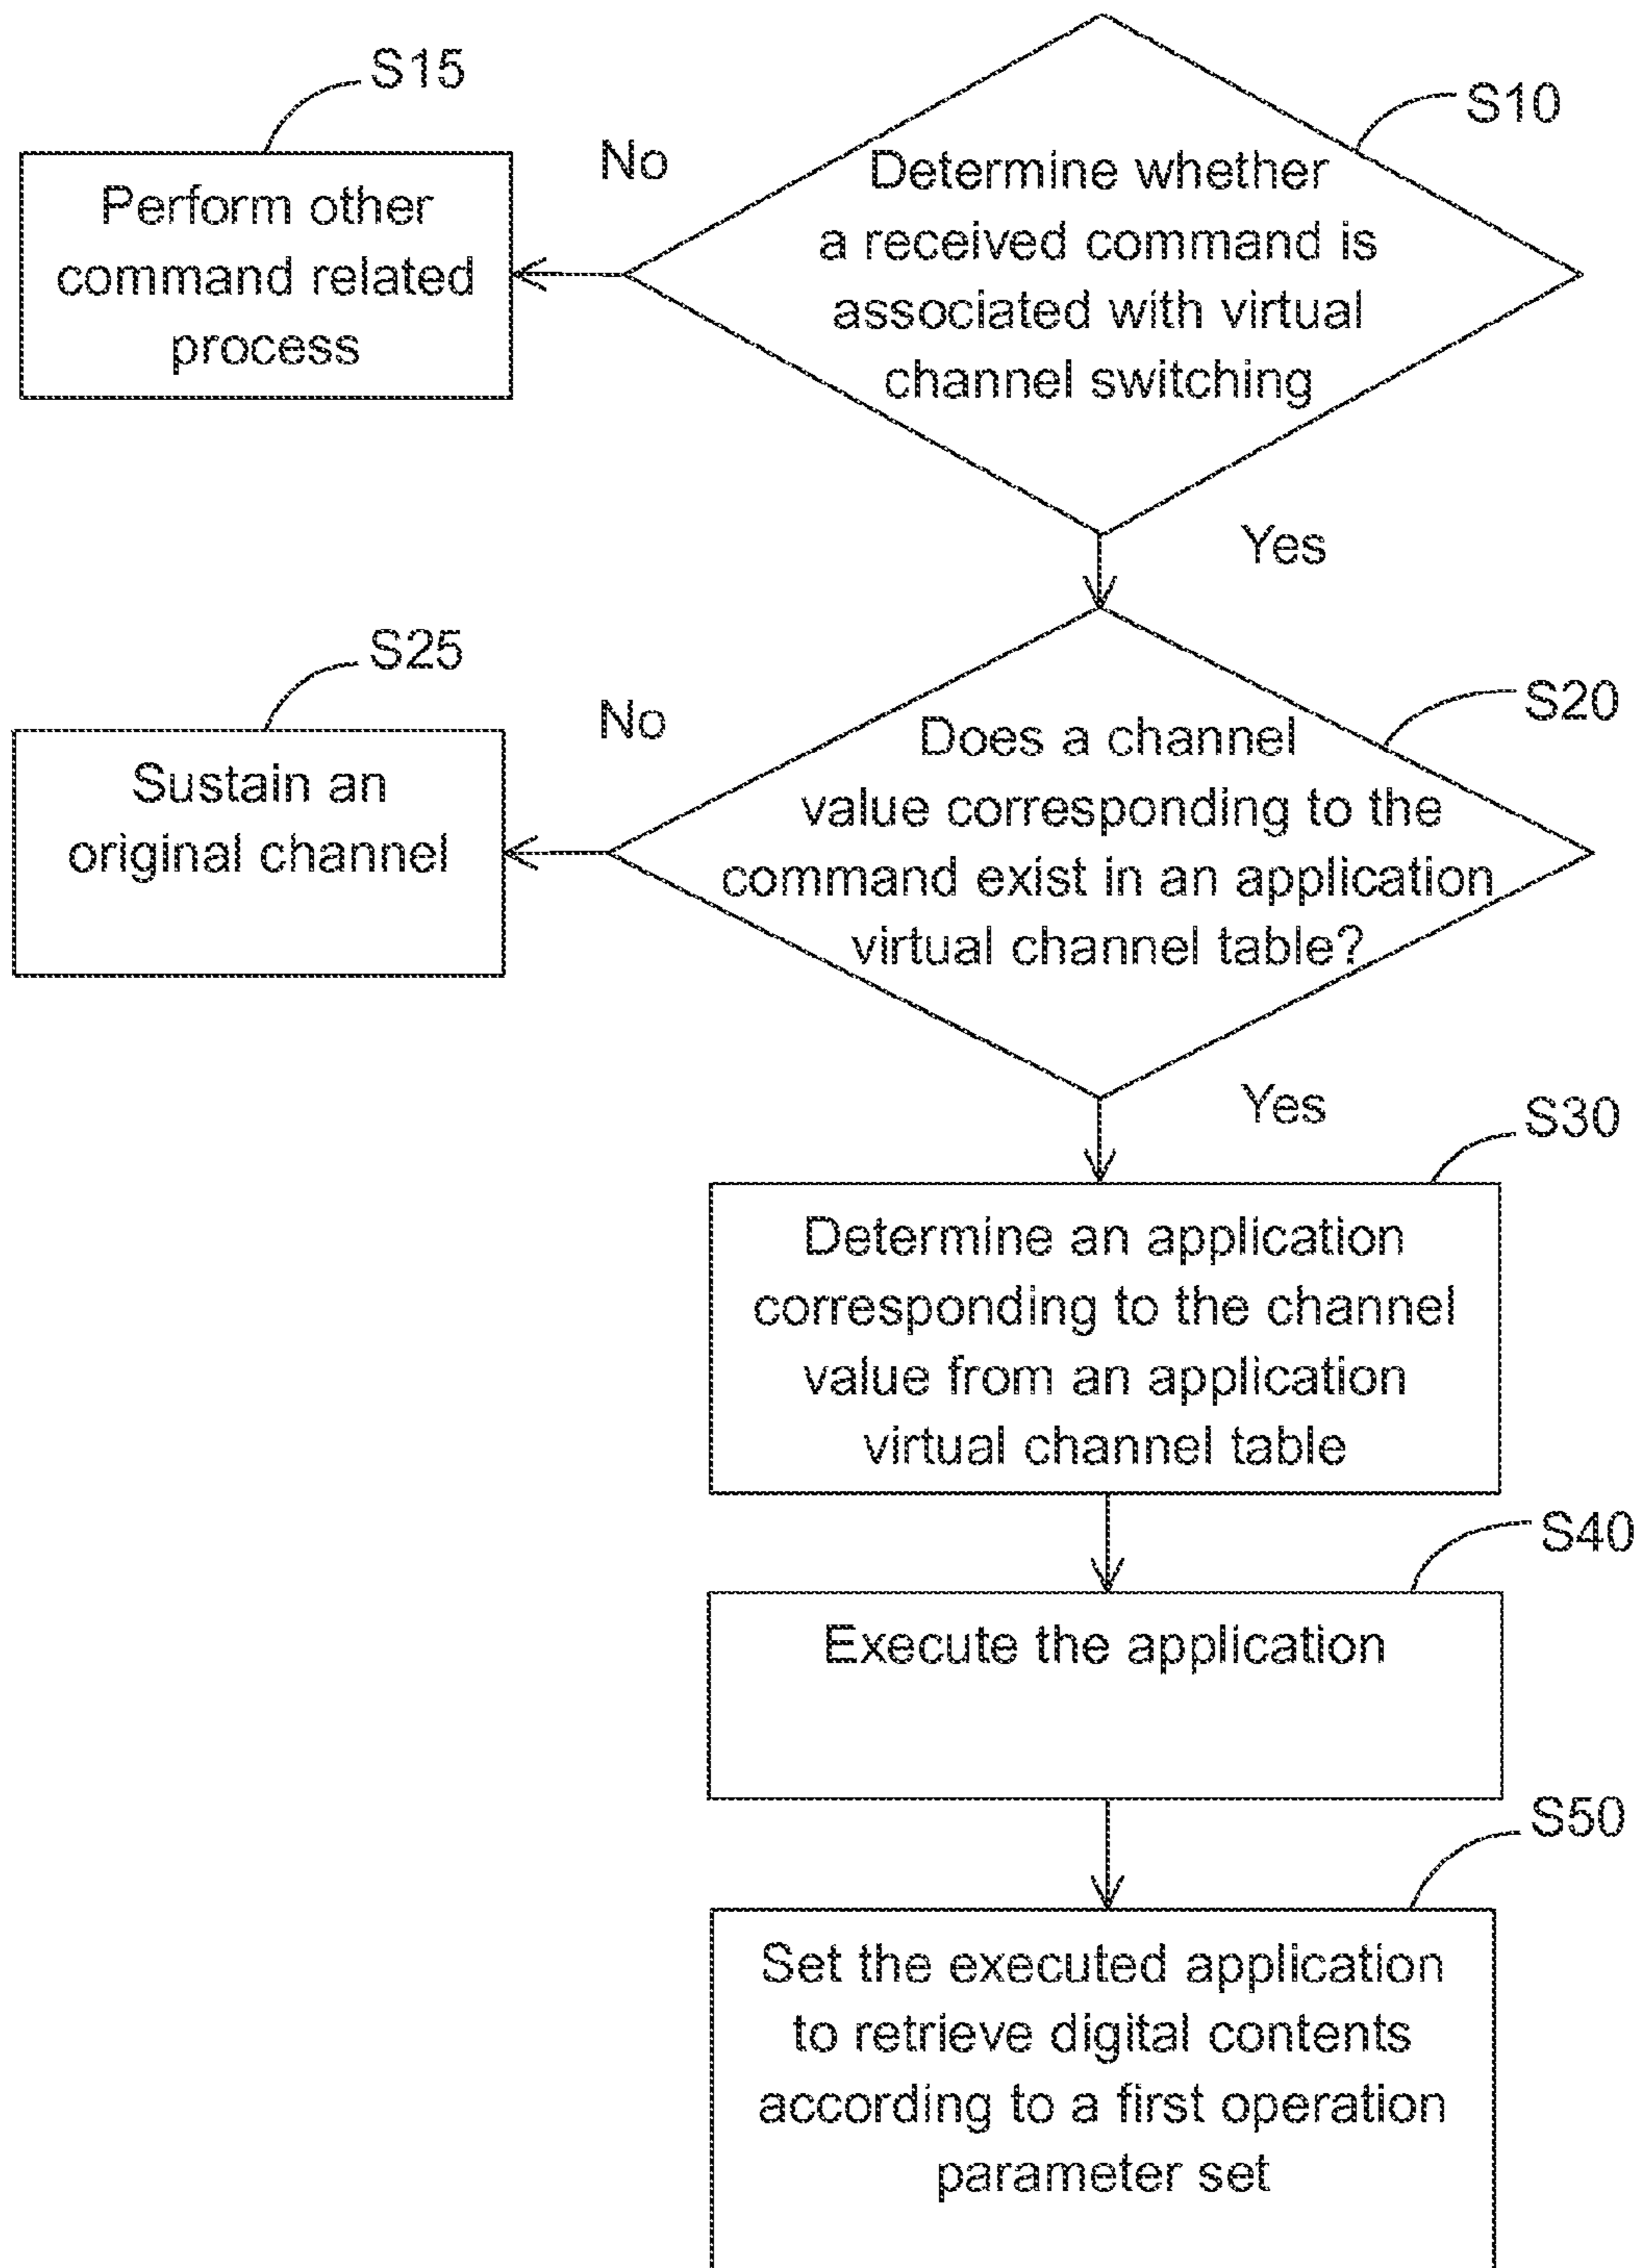 S15
Perform other
command related
process
No
S10
Determine whether
a received command is
associated with virtual
channel switching
Yes
S25
Sustain an
original channel
No
S20
Does a channel
value corresponding to the
command exist in an application
virtual channel table?
Yes
S30
Determine an application
corresponding to the channel
value from an application
virtual channel table
S40
Execute the application
S50
Set the executed application
to retrieve digital contents
according to a first operation
parameter set